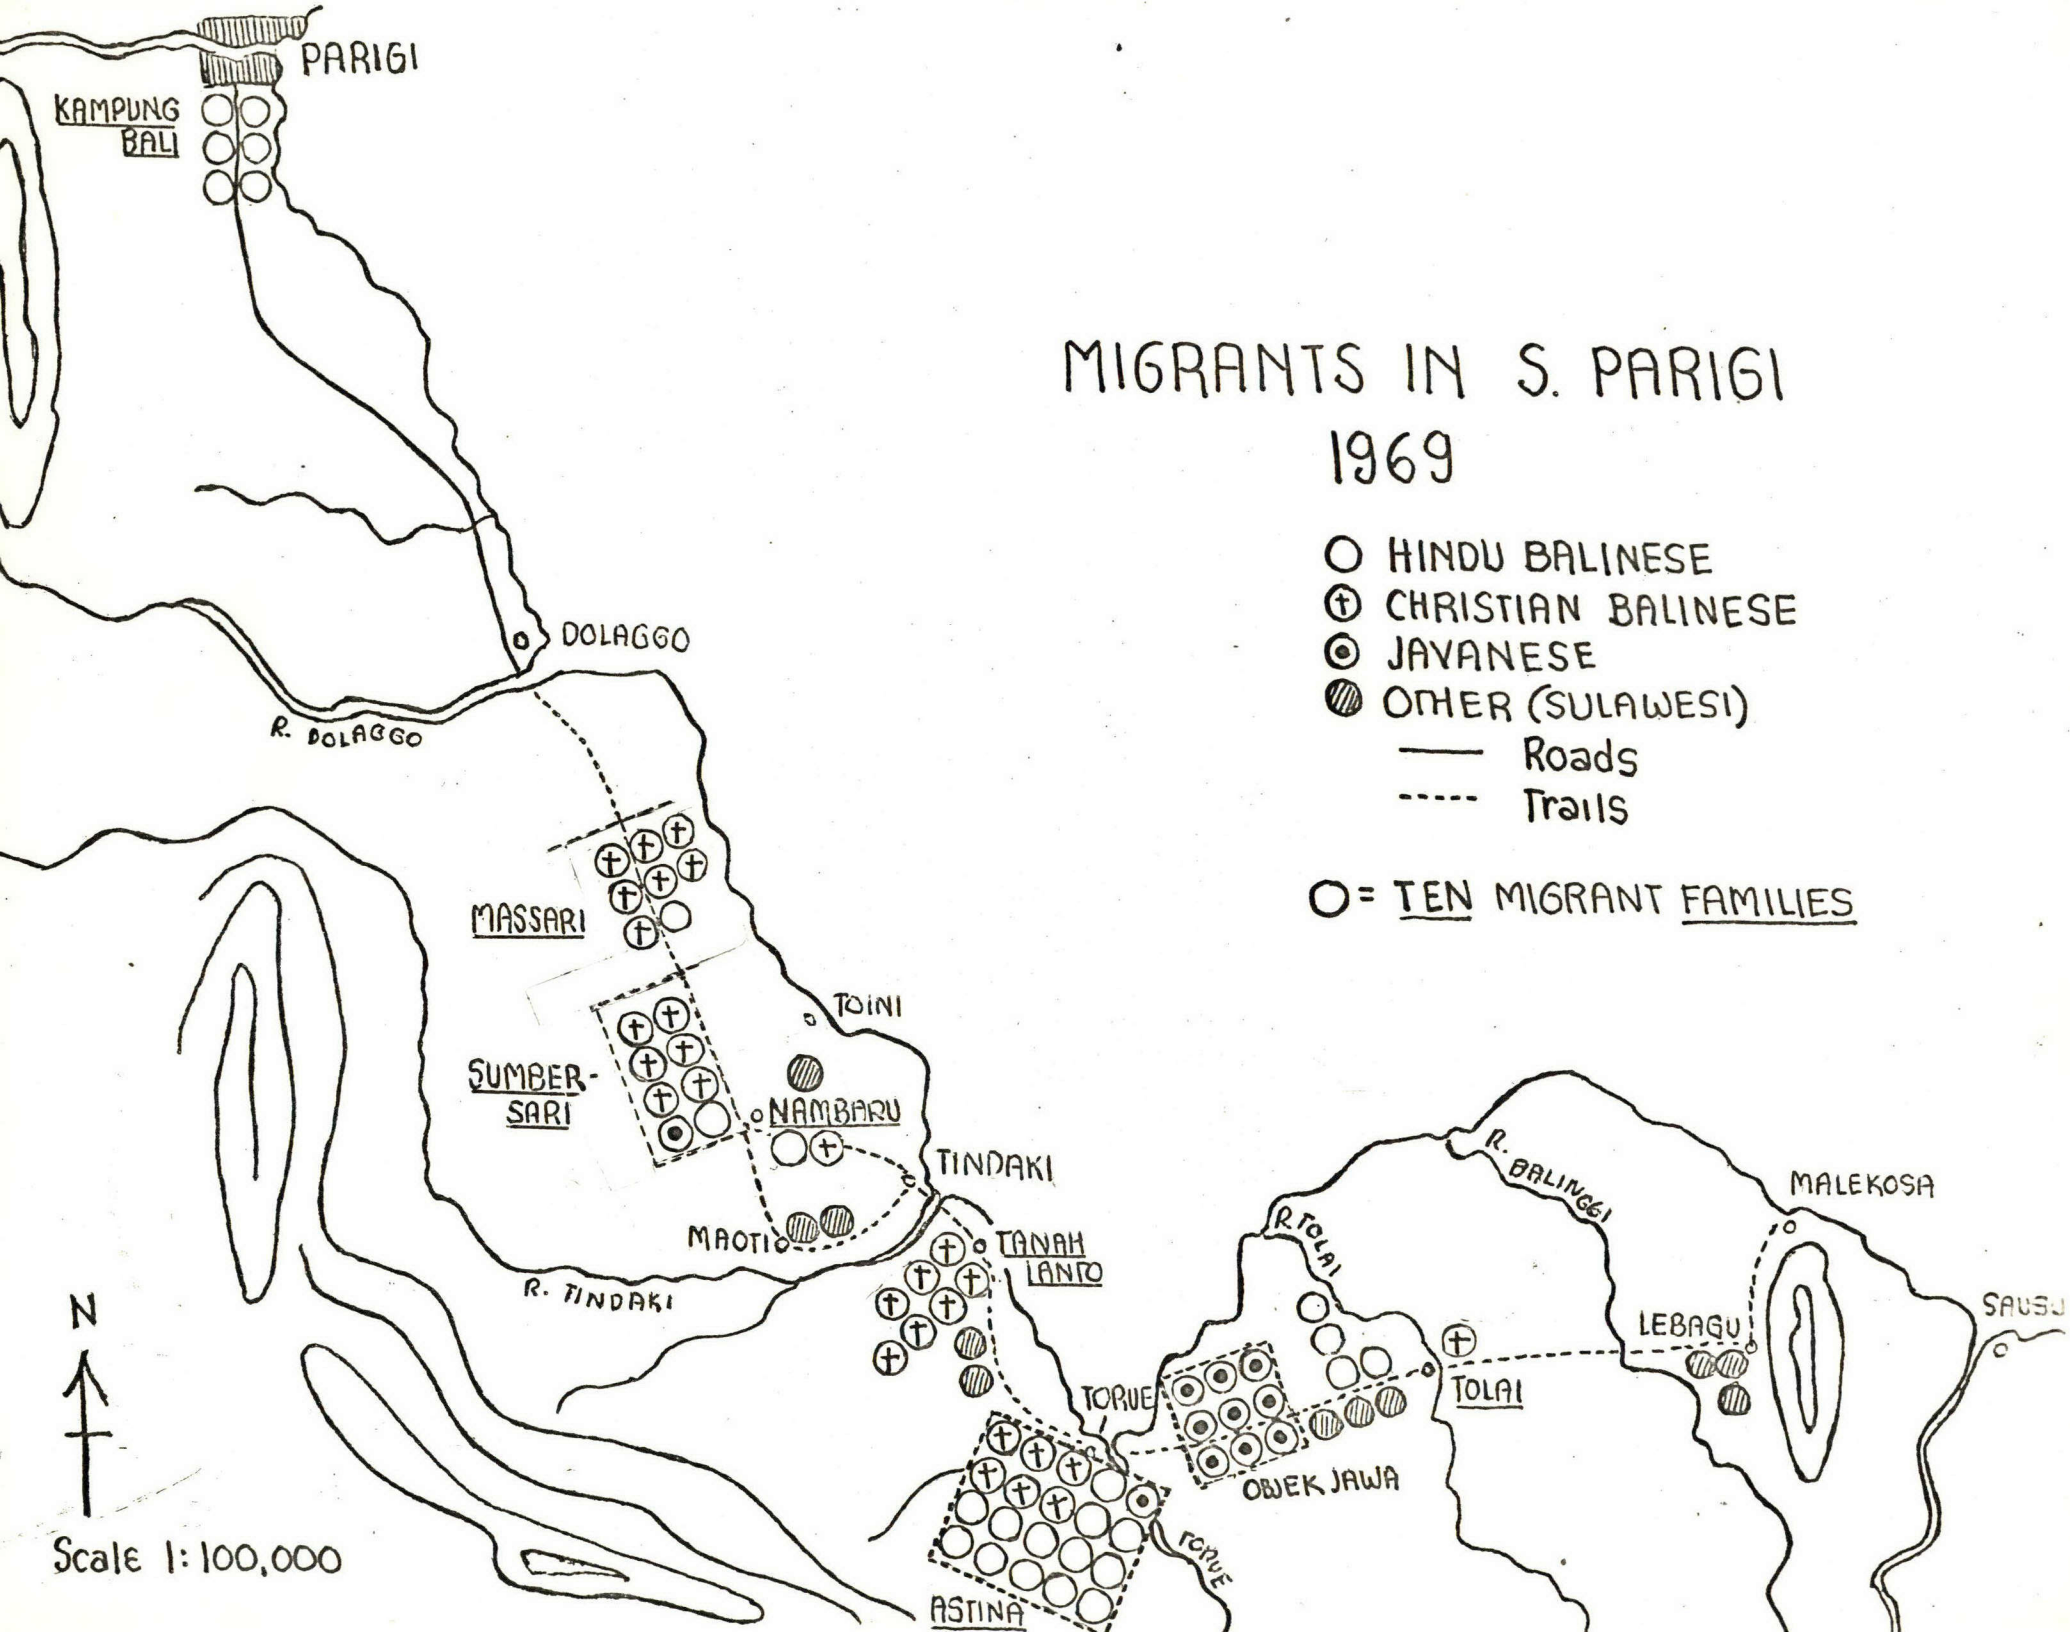 PARIGI
KAMPUNG
BALI
MIGRANTS IN S. PARIGI
1969
HINDU BALINESE
CHRISTIAN BALINESE
JAVANESE
OTHER (SULAWESI)
Roads
Trails
O = TEN MIGRANT FAMILIES
DOLAGGO
R. DOLAGGO
MASSARI
TOINI
SUMBER-
SARI
NAMBARU
TINDAKI
MAOTI
TANAH
LANTO
R. TINDAKI
R.
BALINGGI
MALEKOSA
R TOLAI
SAUSU
LEBAGU
TOLAI
TORUE
OBJEK JAWA
TORUE
ASTINA
N
Scale 1:100,000